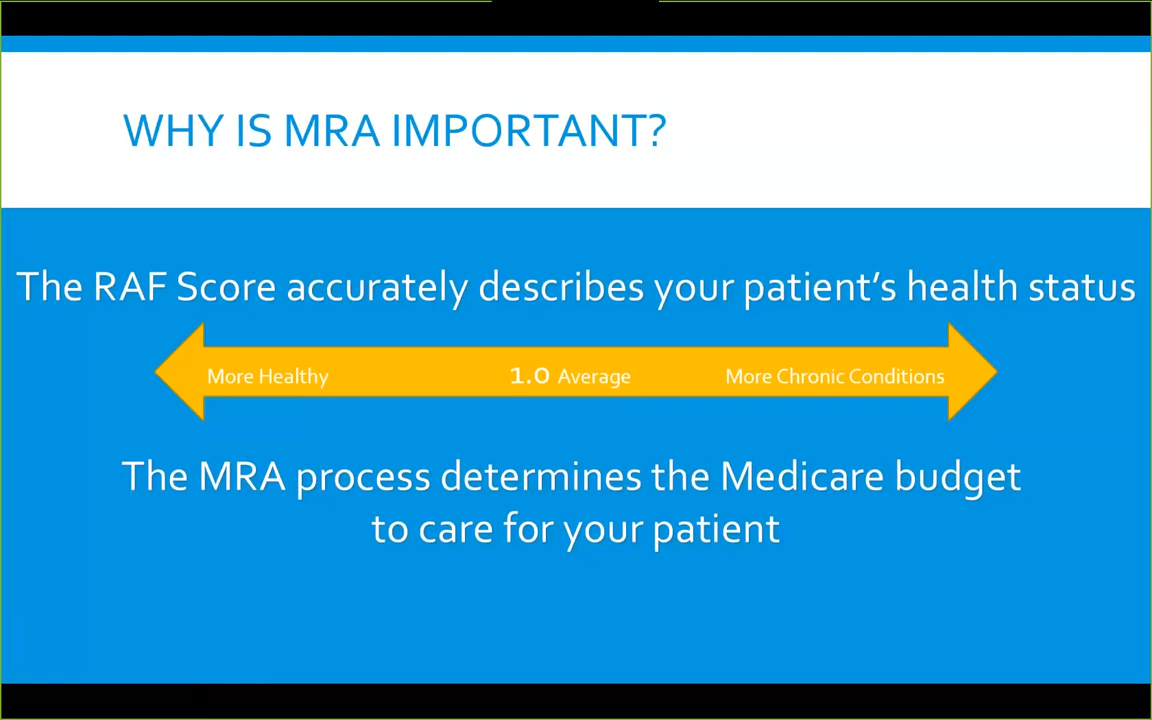 WHY IS MRA IMPORTANT?
The RAF Score accurately describes your patient’s health status
More Healthy 1.0 Average More Chronic Conditions
The MRA process determines the Medicare budget
to care for your patient